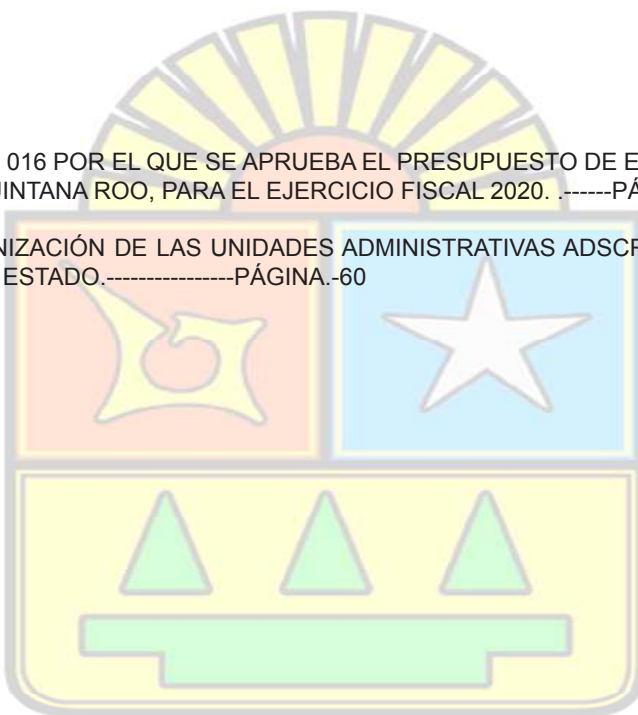 016 POR EL QUE SE APRUEBA EL PRESUPUESTO DE E
INTANA ROO, PARA EL EJERCICIO FISCAL 2020. .------PÁ
NIZACIÓN DE LAS UNIDADES ADMINISTRATIVAS ADSCR
ESTADO.----------------PÁGINA.-60